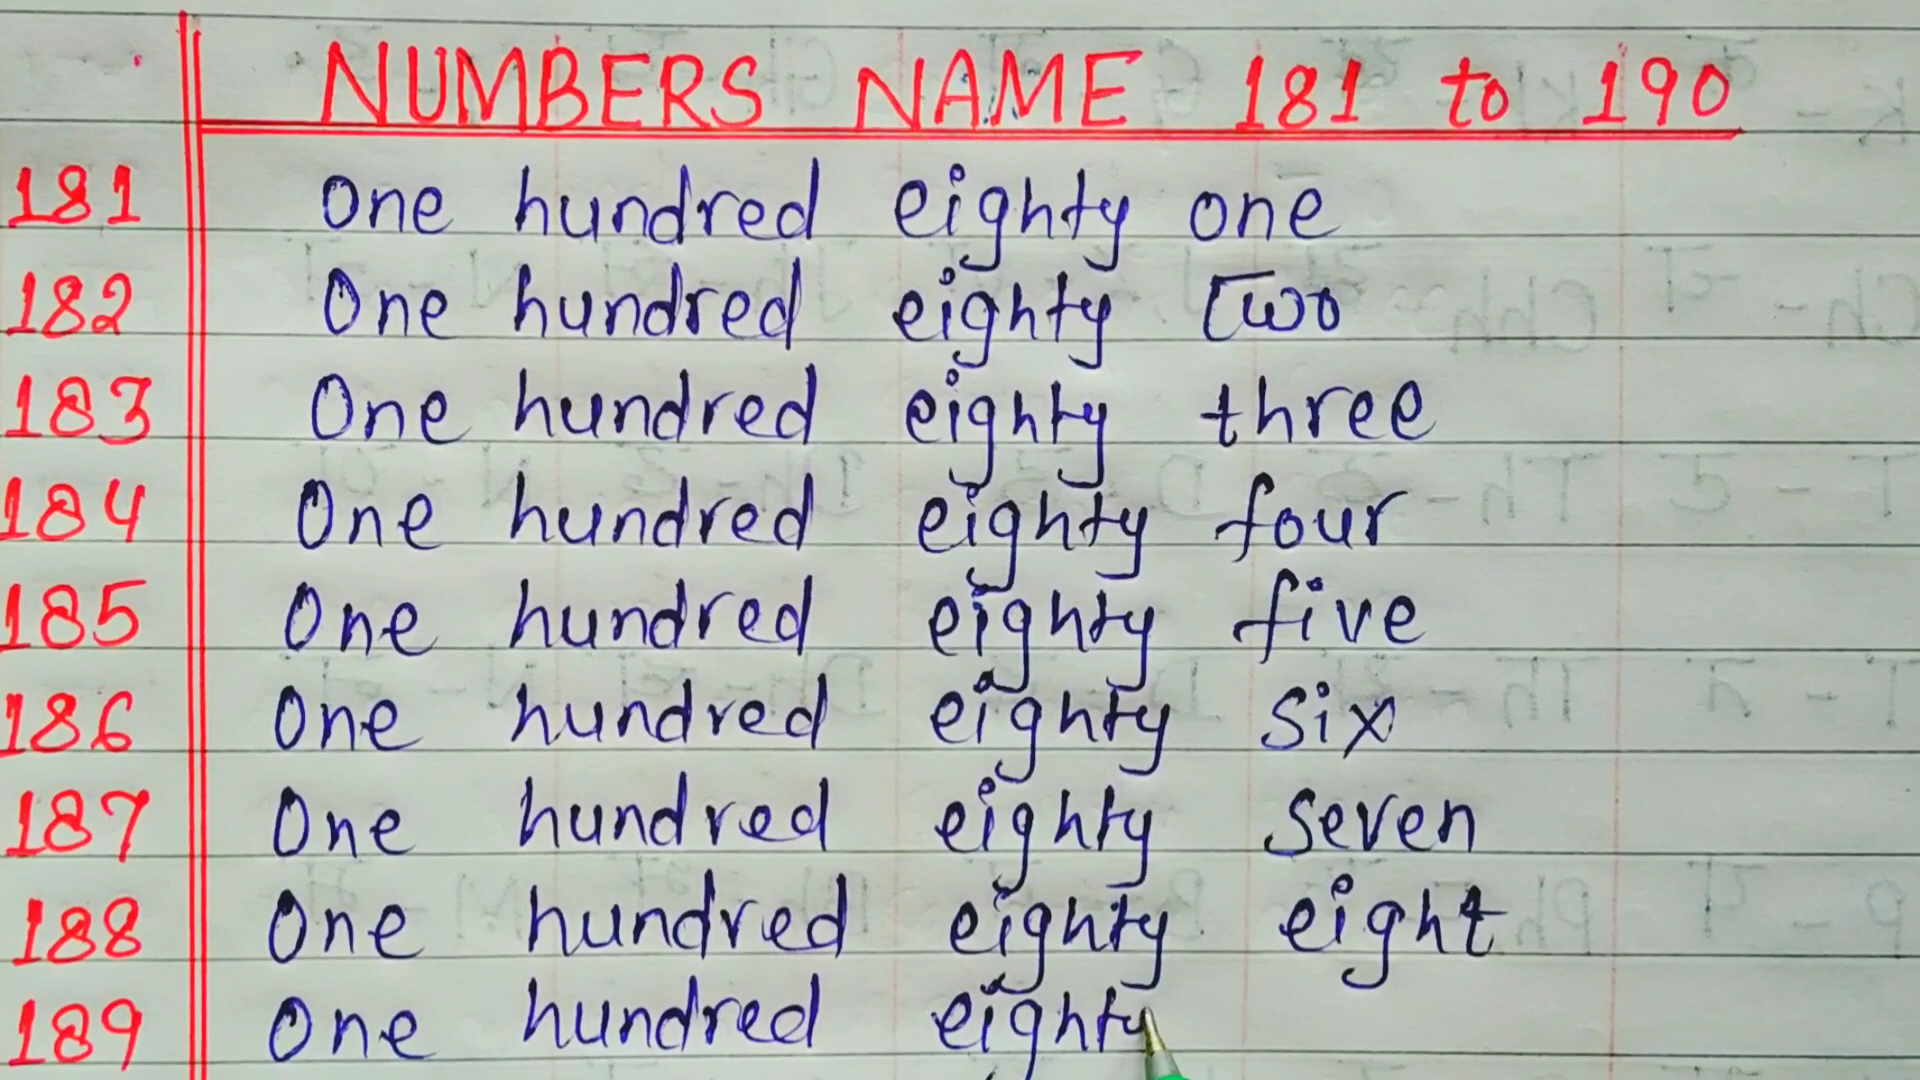 NUMBERS NAME 181 to 190
181 One hundred eighty one
182 One hundred eighty Two
183 One hundred eighty three
184 One hundred eighty four
185 One hundred eighty five
186 One hundred eighty six
187 One hundred eighty seven
188 One hundred eighty eight
189 One hundred eighty